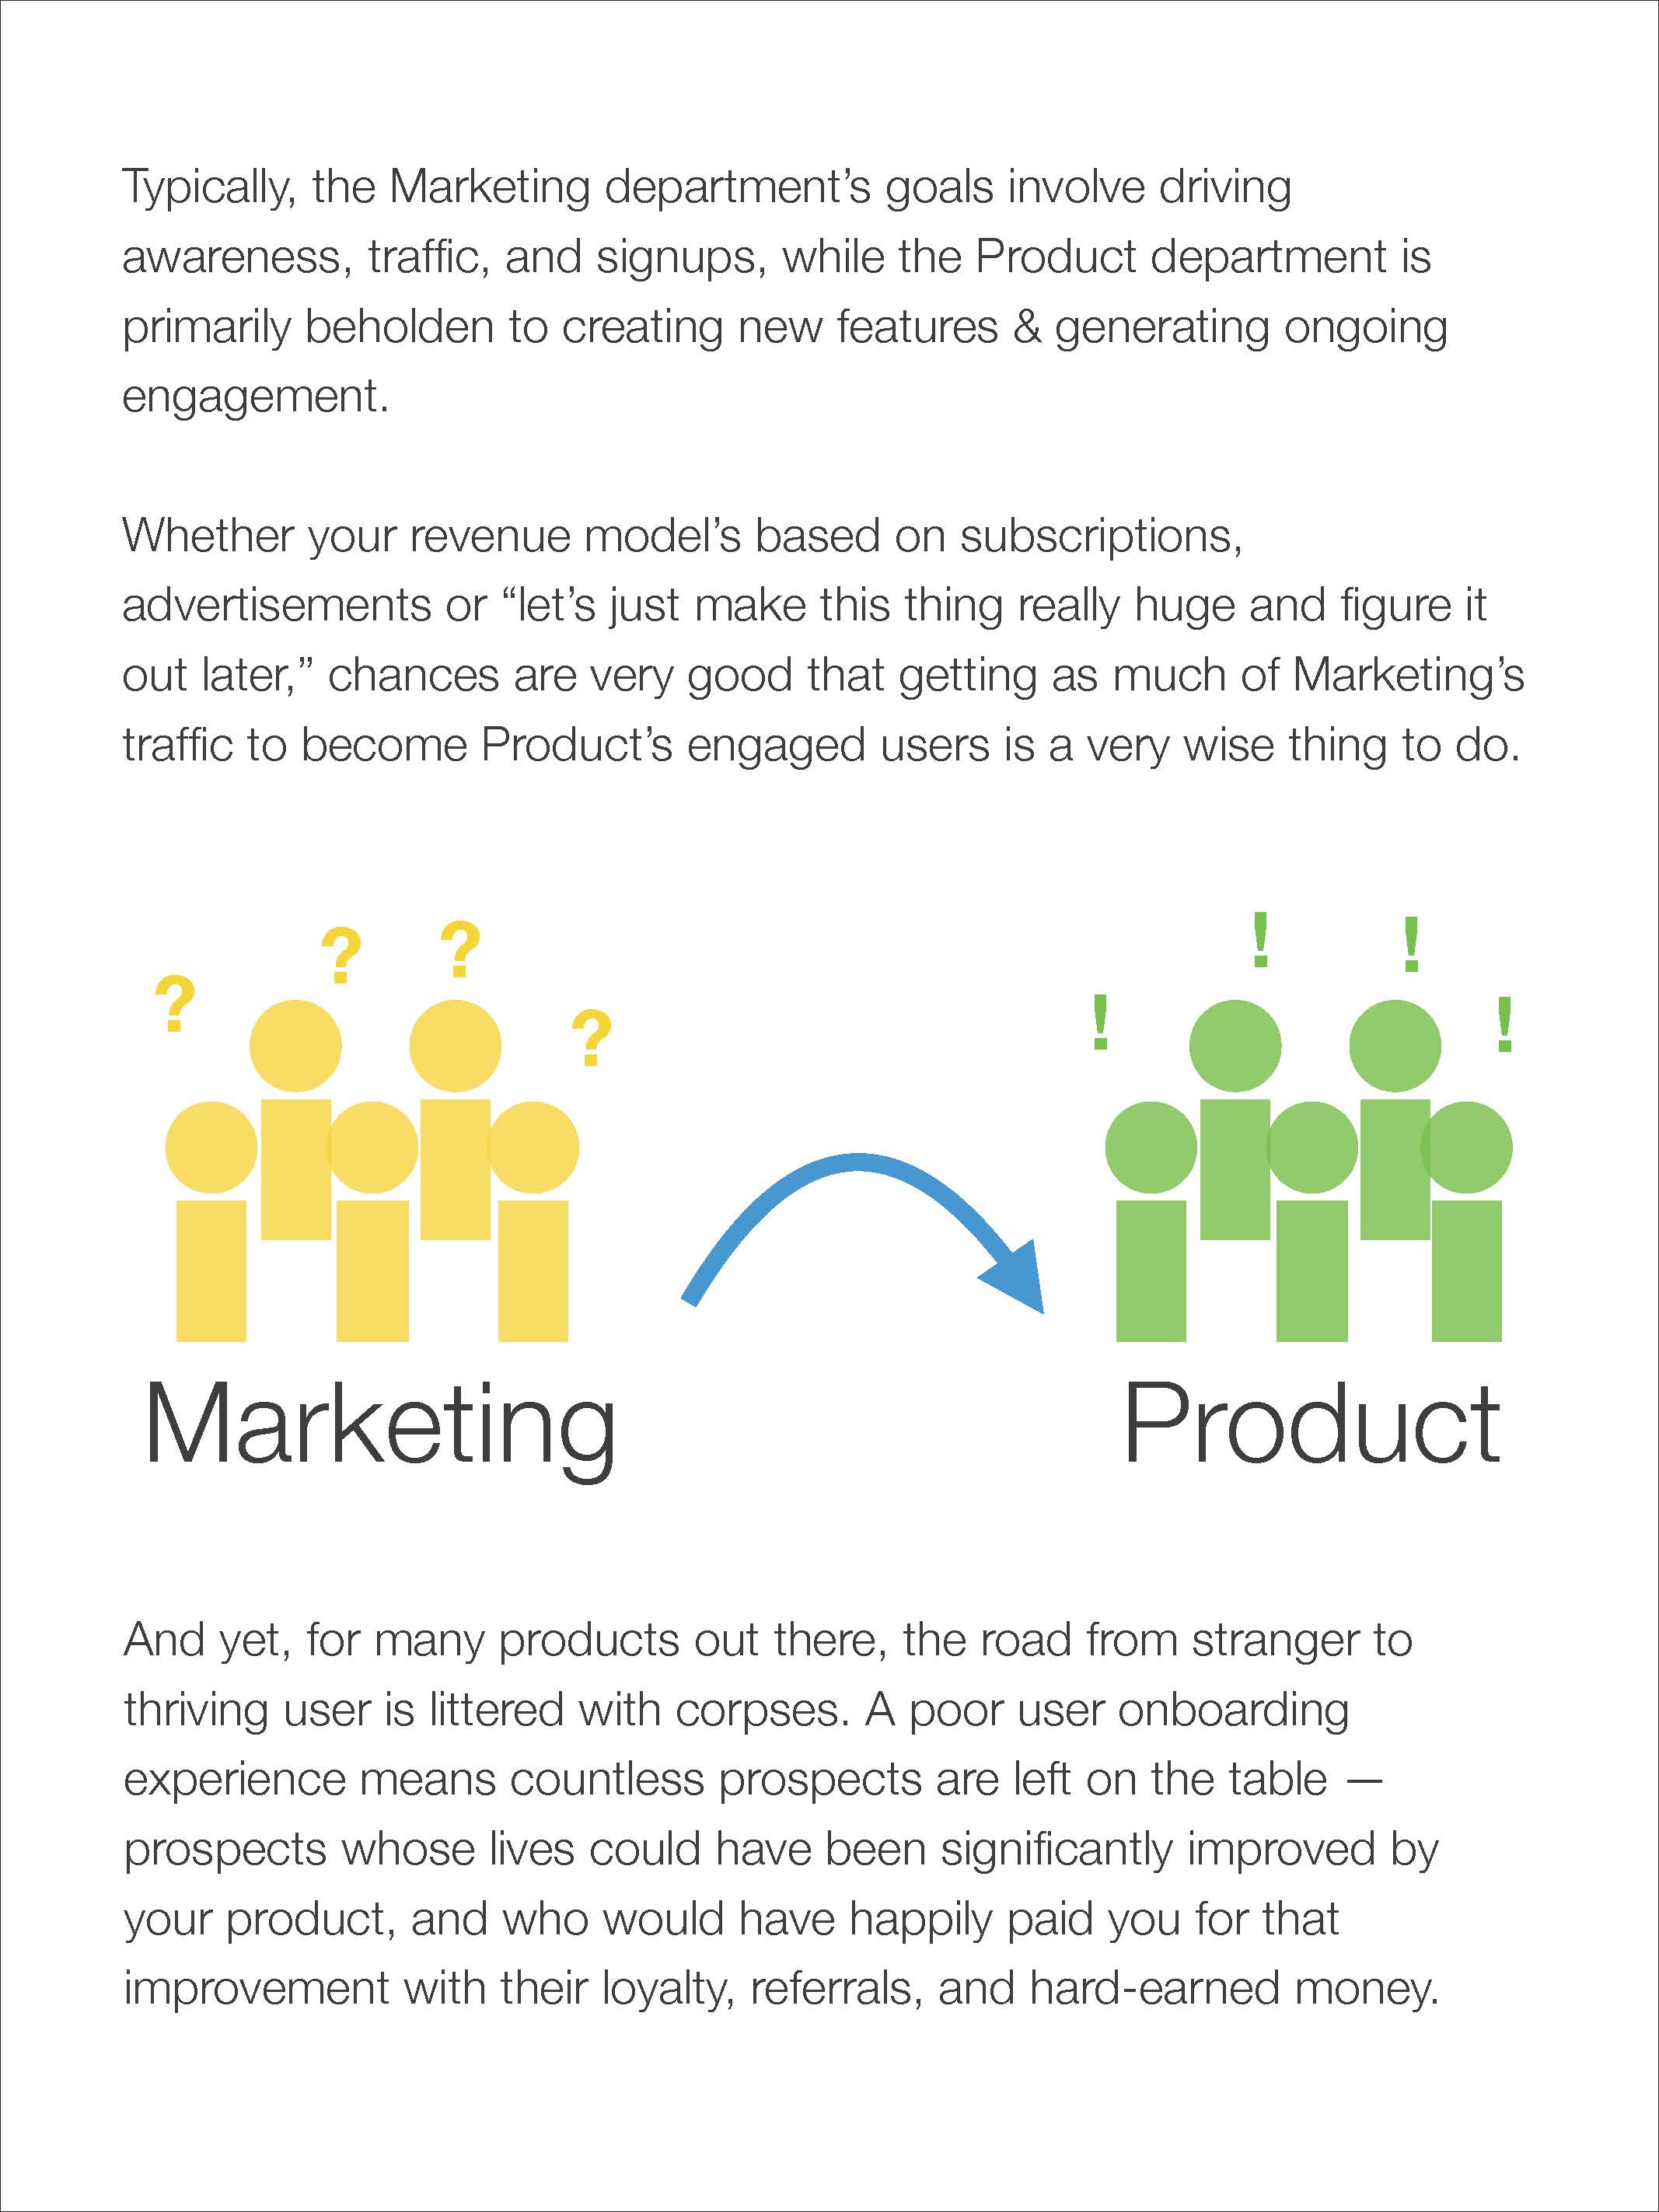 Typically, the Marketing department’s goals involve driving
awareness, traffic, and signups, while the Product department is
primarily beholden to creating new features & generating ongoing
engagement.
Whether your revenue model’s based on subscriptions,
advertisements or “let’s just make this thing really huge and figure it
out later,” chances are very good that getting as much of Marketing’s
traffic to become Product’s engaged users is a very wise thing to do.
? ? ? ?
! ! ! !
Marketing
Product
And yet, for many products out there, the road from stranger to
thriving user is littered with corpses. A poor user onboarding
experience means countless prospects are left on the table —
prospects whose lives could have been significantly improved by
your product, and who would have happily paid you for that
improvement with their loyalty, referrals, and hard-earned money.